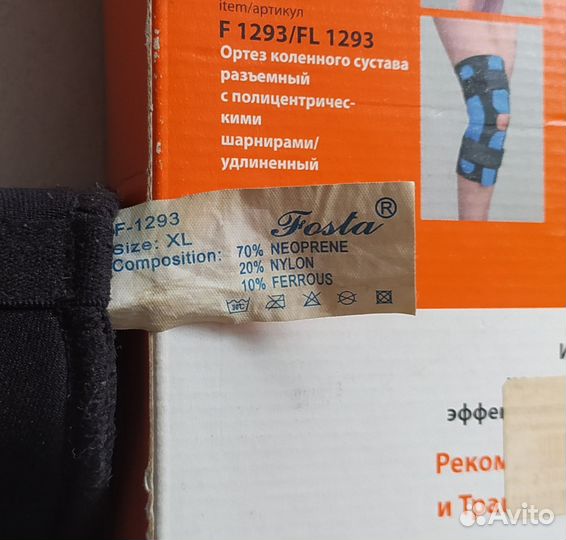 item/артикул
F 1293/FL 1293
Ортез коленного сустава
разъемный
с полицентричес-
кими
шарнирами/
удлиненный
F-1293
Fosta ®
Size: XL
Composition: 70% NEOPRENE
20% NYLON
10% FERROUS
эффе
Реком
и Тра
Avito